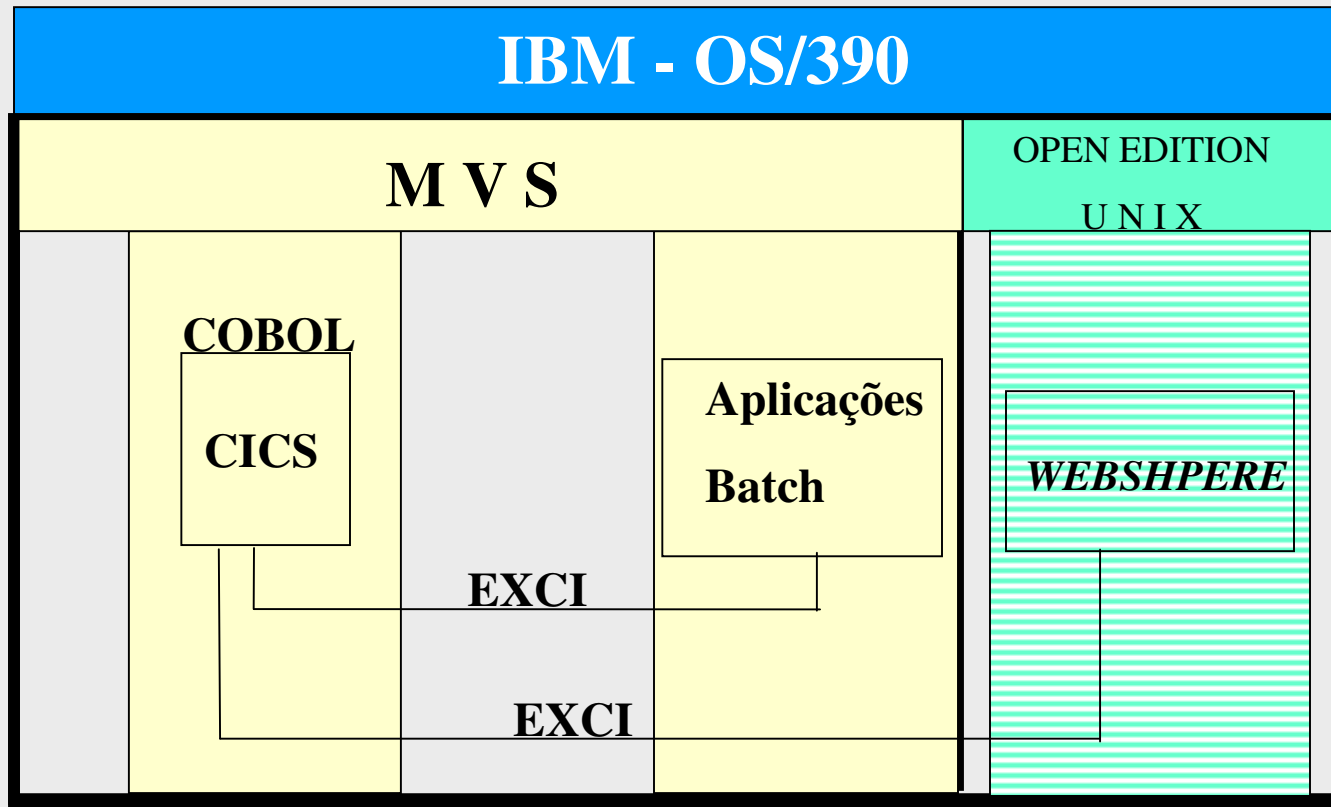 IBM - OS/390
M V S
OPEN EDITION
U N I X
COBOL
CICS
Aplicações
Batch
WEBSHPERE
EXCI
EXCI